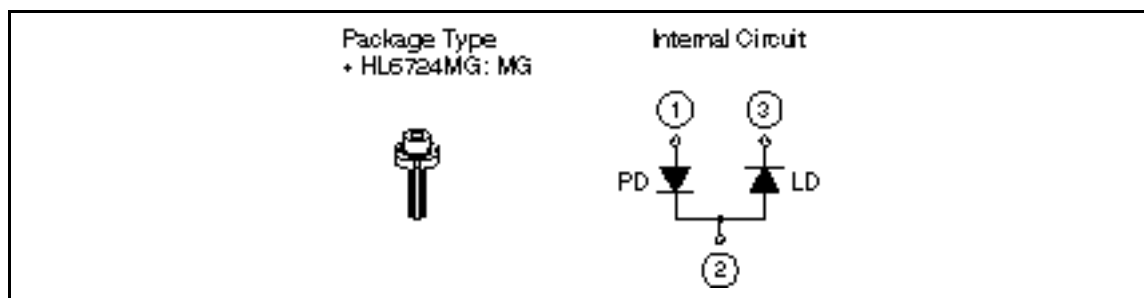 Package Type
• HL6724MG: MG
Internal Circuit
1
3
PD
LD
2